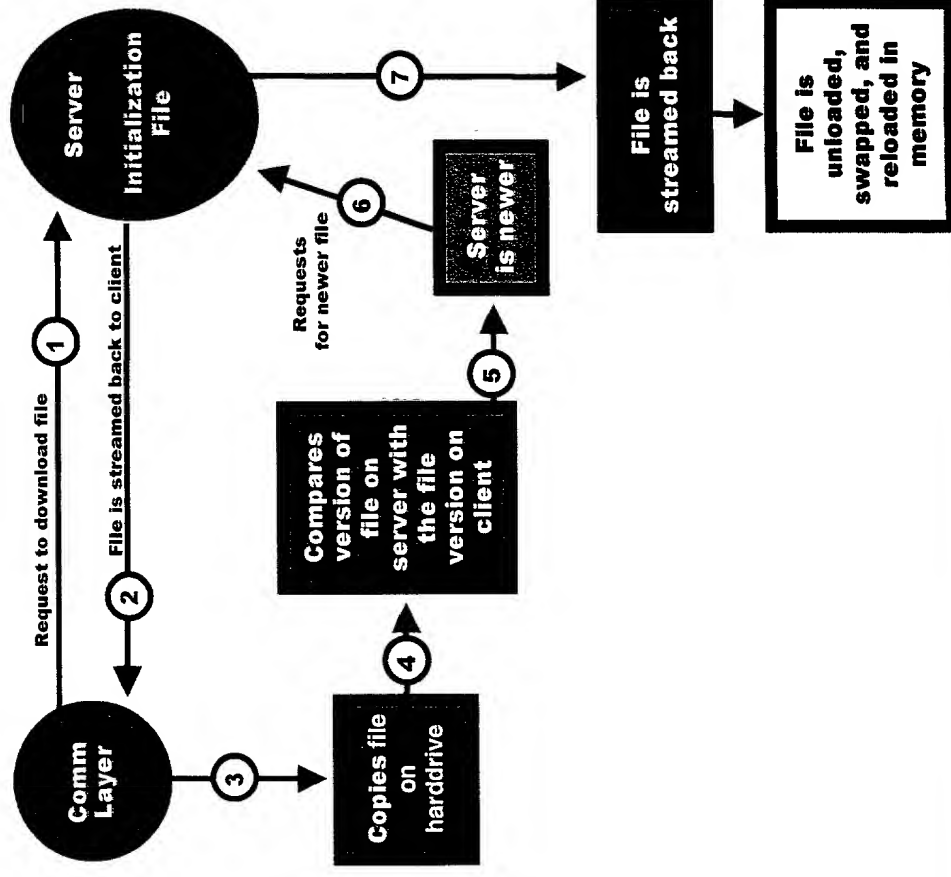 Comm
Layer
Request to download file
1
Server
Initialization
File
2
File is streamed back to client
3
Copies file
on
harddrive
4
Compares
version of
file on
server with
the file
version on
client
5
Server
is newer
Requests
for newer file
6
7
File is
streamed back
File is
unloaded,
swapped, and
reloaded in
memory